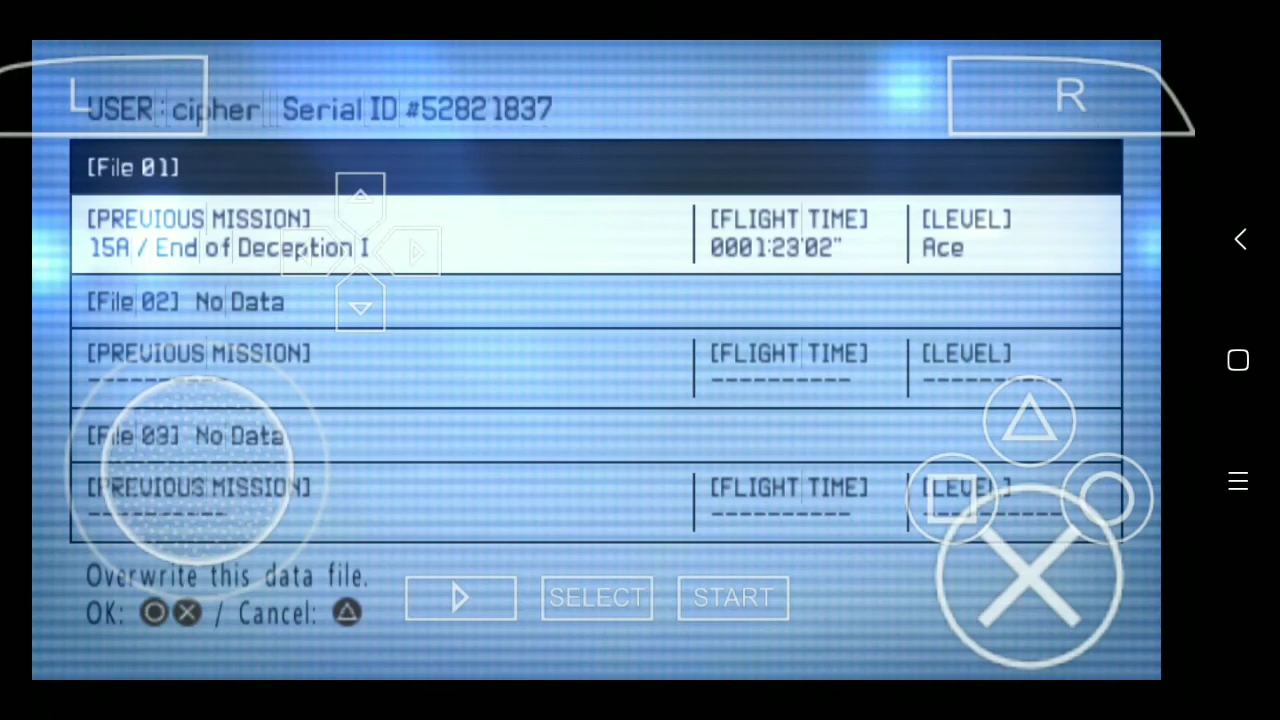 L
R
USER : cipher Serial ID #52821837
[File 01]
[PREVIOUS MISSION] [FLIGHT TIME] [LEVEL]
15A / End of Deception I 0001:23'02" Ace
[File 02] No Data
[PREVIOUS MISSION] [FLIGHT TIME] [LEVEL]
---------- ---------- ----------
[File 03] No Data
[PREVIOUS MISSION] [FLIGHT TIME] [LEVEL]
---------- ---------- ----------
Overwrite this data file.
OK: / Cancel:
SELECT START